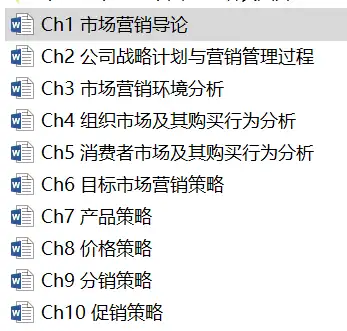 Ch1 市场营销导论
Ch2 公司战略计划与营销管理过程
Ch3 市场营销环境分析
Ch4 组织市场及其购买行为分析
Ch5 消费者市场及其购买行为分析
Ch6 目标市场营销策略
Ch7 产品策略
Ch8 价格策略
Ch9 分销策略
Ch10 促销策略